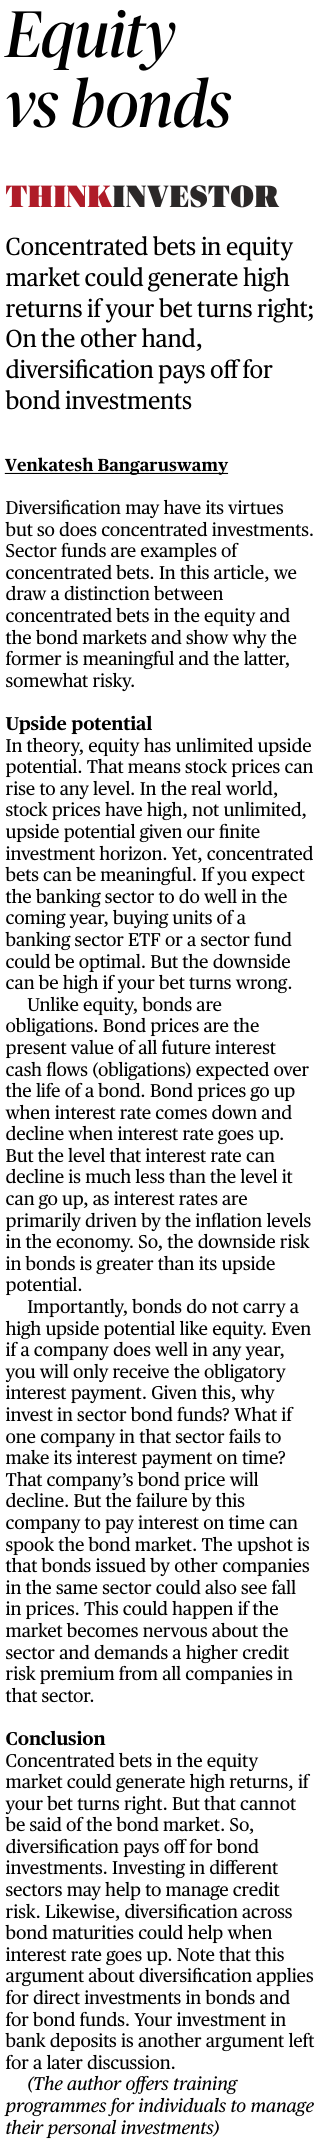 Equity
vs bonds
THINKINVESTOR
Concentrated bets in equity
market could generate high
returns if your bet turns right;
On the other hand,
diversification pays off for
bond investments
Venkatesh Bangaruswamy
Diversification may have its virtues
but so does concentrated investments.
Sector funds are examples of
concentrated bets. In this article, we
draw a distinction between
concentrated bets in the equity and
the bond markets and show why the
former is meaningful and the latter,
somewhat risky.
Upside potential
In theory, equity has unlimited upside
potential. That means stock prices can
rise to any level. In the real world,
stock prices have high, not unlimited,
upside potential given our finite
investment horizon. Yet, concentrated
bets can be meaningful. If you expect
the banking sector to do well in the
coming year, buying units of a
banking sector ETF or a sector fund
could be optimal. But the downside
can be high if your bet turns wrong.
Unlike equity, bonds are
obligations. Bond prices are the
present value of all future interest
cash flows (obligations) expected over
the life of a bond. Bond prices go up
when interest rate comes down and
decline when interest rate goes up.
But the level that interest rate can
decline is much less than the level it
can go up, as interest rates are
primarily driven by the inflation levels
in the economy. So, the downside risk
in bonds is greater than its upside
potential.
Importantly, bonds do not carry a
high upside potential like equity. Even
if a company does well in any year,
you will only receive the obligatory
interest payment. Given this, why
invest in sector bond funds? What if
one company in that sector fails to
make its interest payment on time?
That company's bond price will
decline. But the failure by this
company to pay interest on time can
spook the bond market. The upshot is
that bonds issued by other companies
in the same sector could also see fall
in prices. This could happen if the
market becomes nervous about the
sector and demands a higher credit
risk premium from all companies in
that sector.
Conclusion
Concentrated bets in the equity
market could generate high returns, if
your bet turns right. But that cannot
be said of the bond market. So,
diversification pays off for bond
investments. Investing in different
sectors may help to manage credit
risk. Likewise, diversification across
bond maturities could help when
interest rate goes up. Note that this
argument about diversification applies
for direct investments in bonds and
for bond funds. Your investment in
bank deposits is another argument left
for a later discussion.
(The author offers training
programmes for individuals to manage
their personal investments)